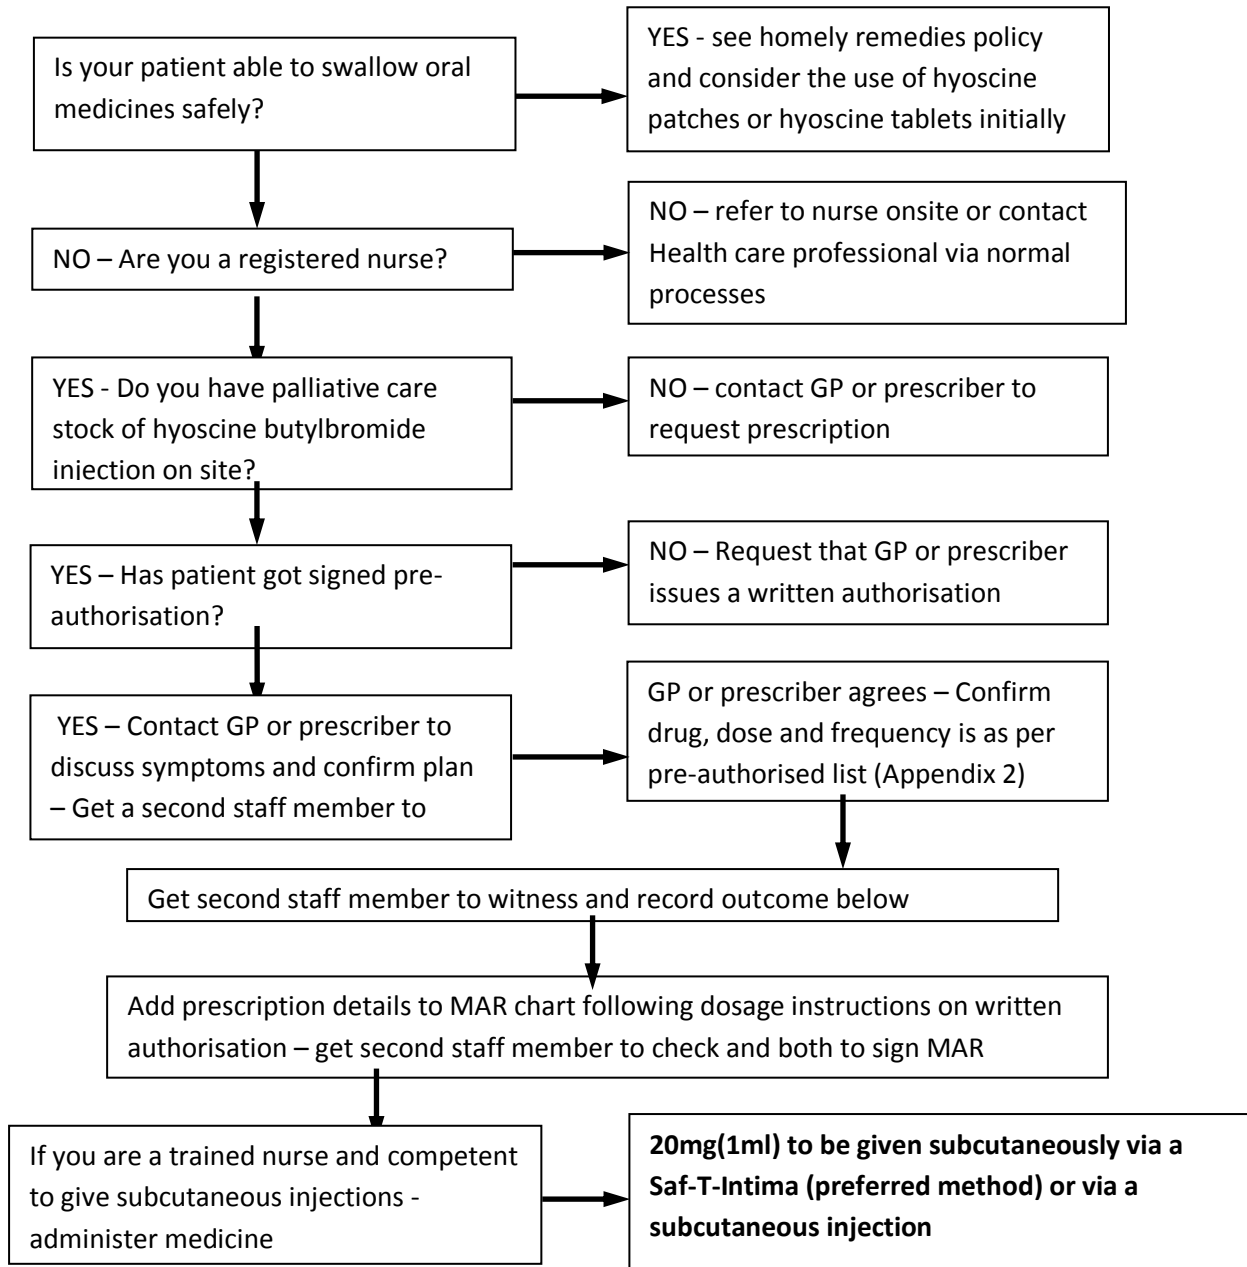 Is your patient able to swallow oral
medicines safely?
YES - see homely remedies policy
and consider the use of hyoscine
patches or hyoscine tablets initially
NO – Are you a registered nurse?
NO – refer to nurse onsite or contact
Health care professional via normal
processes
YES - Do you have palliative care
stock of hyoscine butylbromide
injection on site?
NO – contact GP or prescriber to
request prescription
YES – Has patient got signed pre-
authorisation?
NO – Request that GP or prescriber
issues a written authorisation
YES – Contact GP or prescriber to
discuss symptoms and confirm plan
– Get a second staff member to
GP or prescriber agrees – Confirm
drug, dose and frequency is as per
pre-authorised list (Appendix 2)
Get second staff member to witness and record outcome below
Add prescription details to MAR chart following dosage instructions on written
authorisation – get second staff member to check and both to sign MAR
If you are a trained nurse and competent
to give subcutaneous injections -
administer medicine
20mg(1ml) to be given subcutaneously via a
Saf-T-Intima (preferred method) or via a
subcutaneous injection